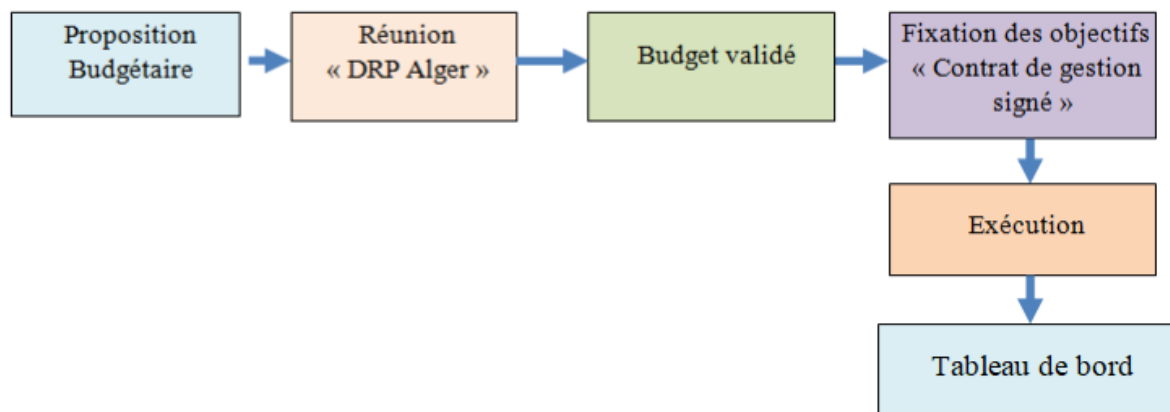 Proposition
Budgétaire
Réunion
« DRP Alger »
Budget validé
Fixation des objectifs
« Contrat de gestion
signé »
Exécution
Tableau de bord